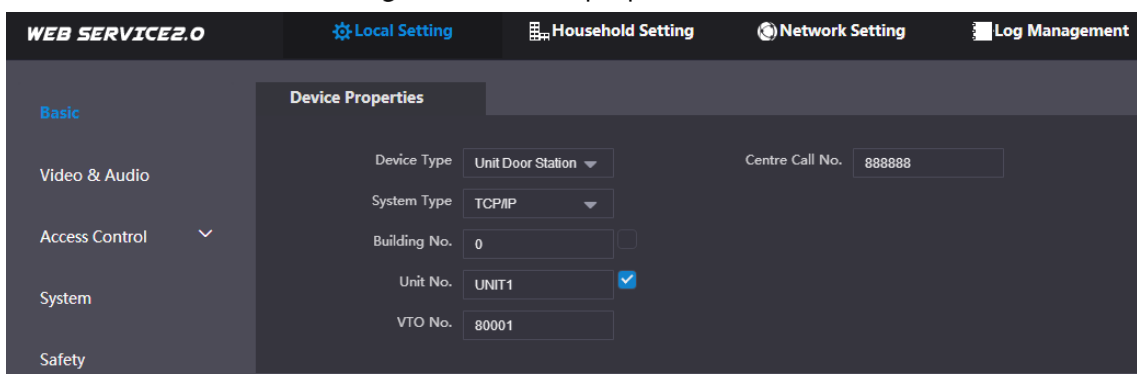 WEB SERVICE2.0 Local Setting Household Setting Network Setting Log Management
Basic
Video & Audio
Access Control
System
Safety
Device Properties
Device Type Unit Door Station Centre Call No. 888888
System Type TCP/IP
Building No. 0
Unit No. UNIT1
VTO No. 80001